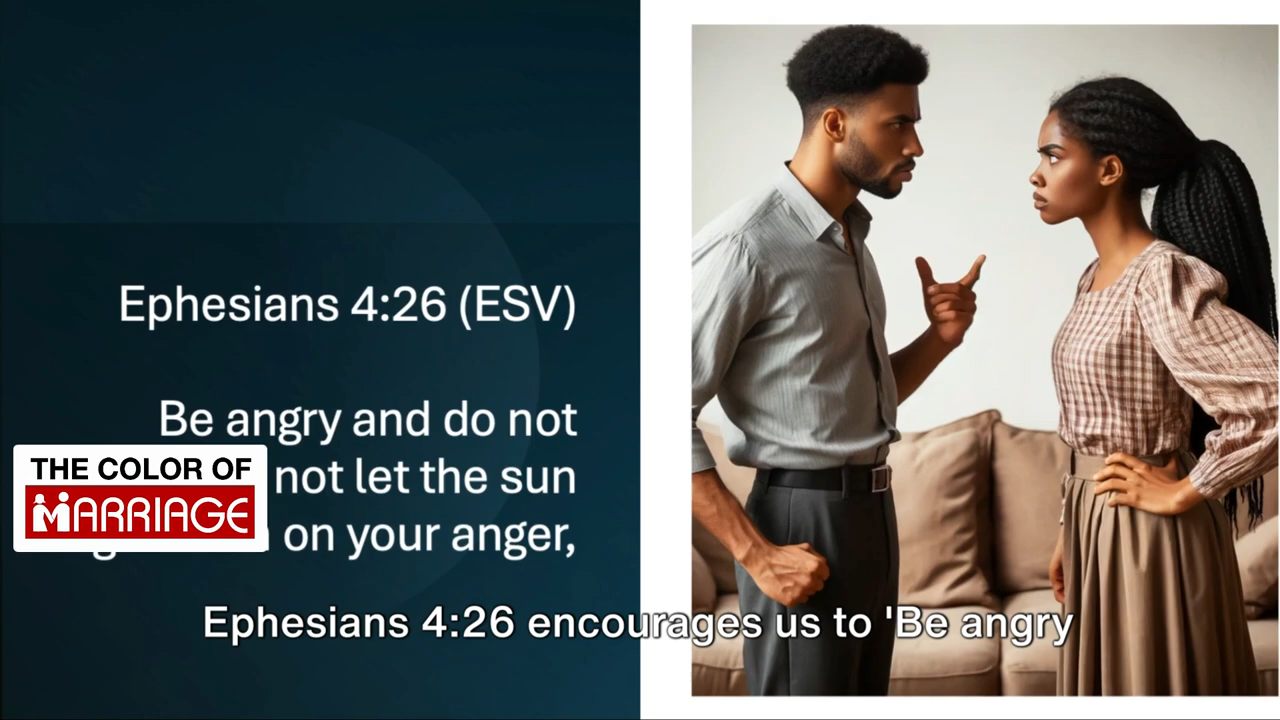 Ephesians 4:26 (ESV)
Be angry and do not
not let the sun
on your anger,
THE COLOR OF
MARRIAGE
Ephesians 4:26 encourages us to 'Be angry